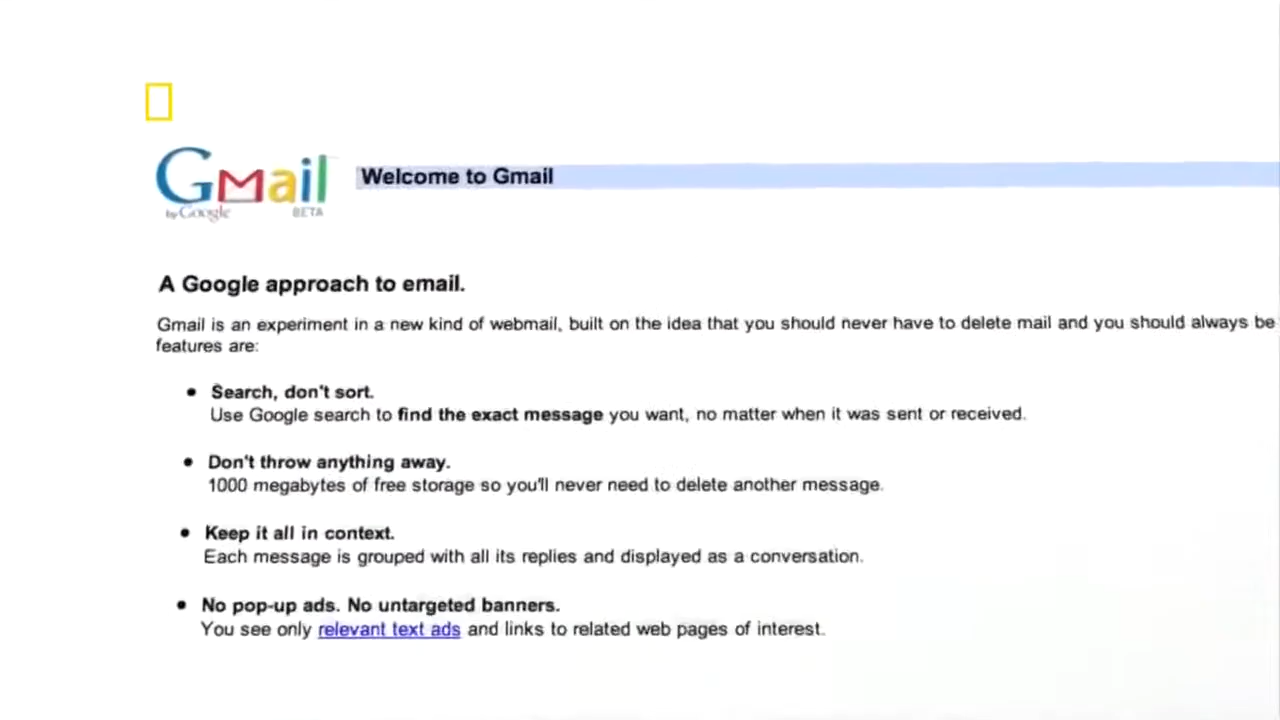 Gmail
by Google BETA
Welcome to Gmail
A Google approach to email.
Gmail is an experiment in a new kind of webmail, built on the idea that you should never have to delete mail and you should always be
features are:
• Search, don't sort.
Use Google search to find the exact message you want, no matter when it was sent or received.
• Don't throw anything away.
1000 megabytes of free storage so you'll never need to delete another message.
• Keep it all in context.
Each message is grouped with all its replies and displayed as a conversation.
• No pop-up ads. No untargeted banners.
You see only relevant text ads and links to related web pages of interest.